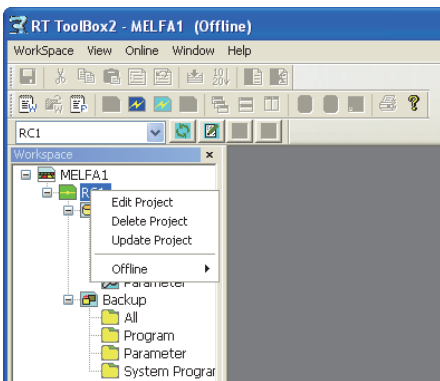 RT ToolBox2 - MELFA1 (Offline)
WorkSpace View Online Window Help
RC1
Workspace
MELFA1
Edit Project
Delete Project
Update Project
Offline
Parameter
Backup
All
Program
Parameter
System Program